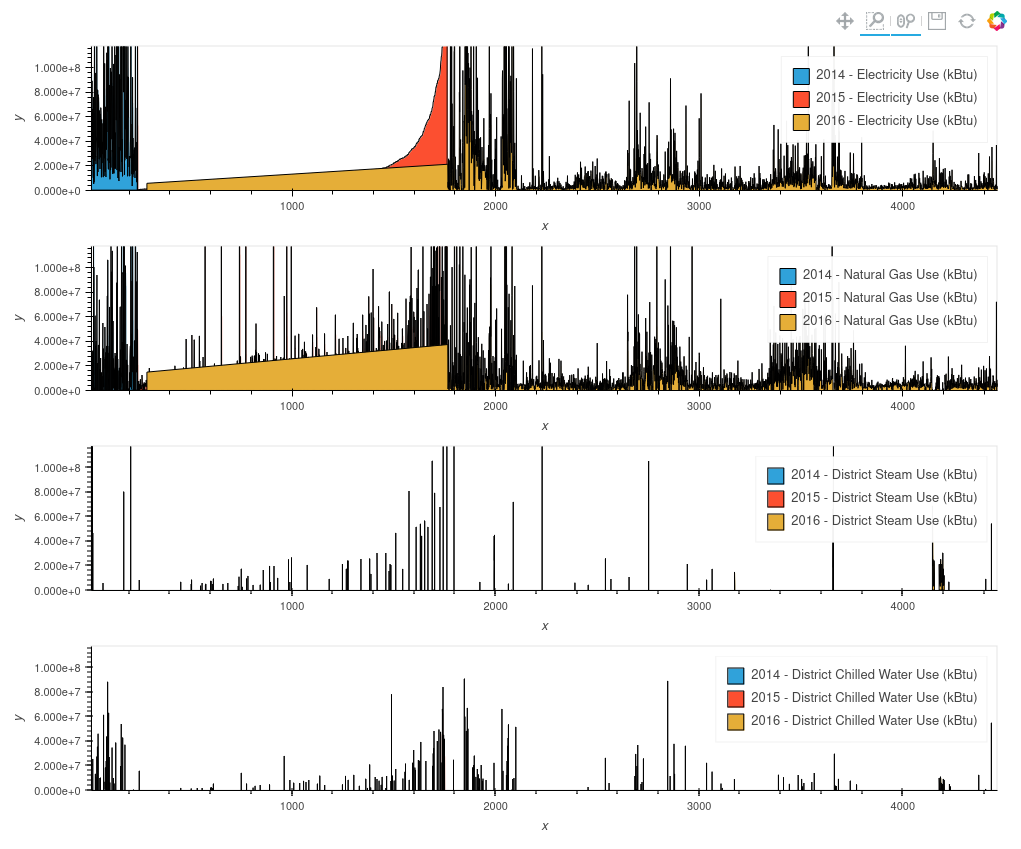 1.000e+8
8.000e+7
6.000e+7
4.000e+7
2.000e+7
0.000e+0
y
2014 - Electricity Use (kBtu)
2015 - Electricity Use (kBtu)
2016 - Electricity Use (kBtu)
1000 2000 3000 4000
x
1.000e+8
8.000e+7
6.000e+7
4.000e+7
2.000e+7
0.000e+0
y
2014 - Natural Gas Use (kBtu)
2015 - Natural Gas Use (kBtu)
2016 - Natural Gas Use (kBtu)
1000 2000 3000 4000
x
1.000e+8
8.000e+7
6.000e+7
4.000e+7
2.000e+7
0.000e+0
y
2014 - District Steam Use (kBtu)
2015 - District Steam Use (kBtu)
2016 - District Steam Use (kBtu)
1000 2000 3000 4000
x
1.000e+8
8.000e+7
6.000e+7
4.000e+7
2.000e+7
0.000e+0
y
2014 - District Chilled Water Use (kBtu)
2015 - District Chilled Water Use (kBtu)
2016 - District Chilled Water Use (kBtu)
1000 2000 3000 4000
x